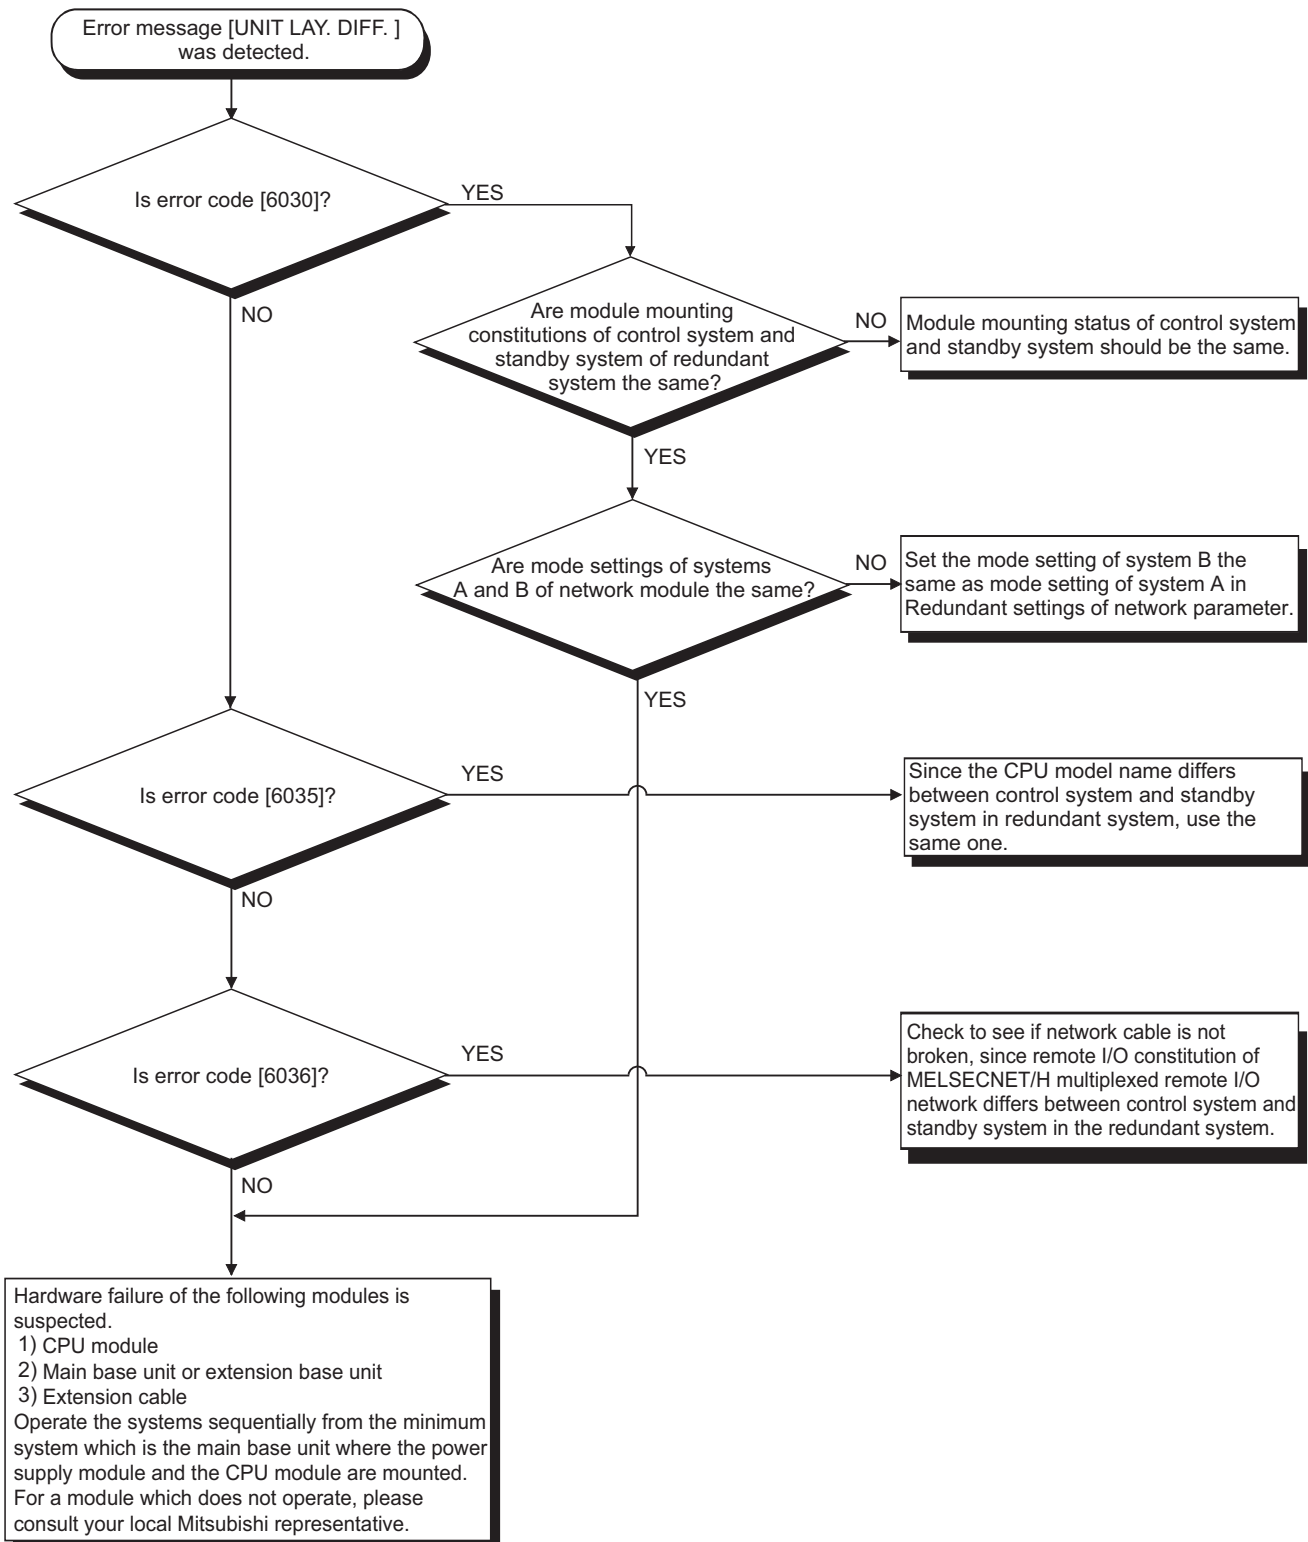 Error message [UNIT LAY. DIFF. ]
was detected.
Is error code [6030]?
YES
NO
Are module mounting
constitutions of control system and
standby system of redundant
system the same?
NO
Module mounting status of control system
and standby system should be the same.
YES
Are mode settings of systems
A and B of network module the same?
NO
Set the mode setting of system B the
same as mode setting of system A in
Redundant settings of network parameter.
YES
Is error code [6035]?
YES
Since the CPU model name differs
between control system and standby
system in redundant system, use the
same one.
NO
Is error code [6036]?
YES
Check to see if network cable is not
broken, since remote I/O constitution of
MELSECNET/H multiplexed remote I/O
network differs between control system and
standby system in the redundant system.
NO
Hardware failure of the following modules is
suspected.
1) CPU module
2) Main base unit or extension base unit
3) Extension cable
Operate the systems sequentially from the minimum
system which is the main base unit where the power
supply module and the CPU module are mounted.
For a module which does not operate, please
consult your local Mitsubishi representative.